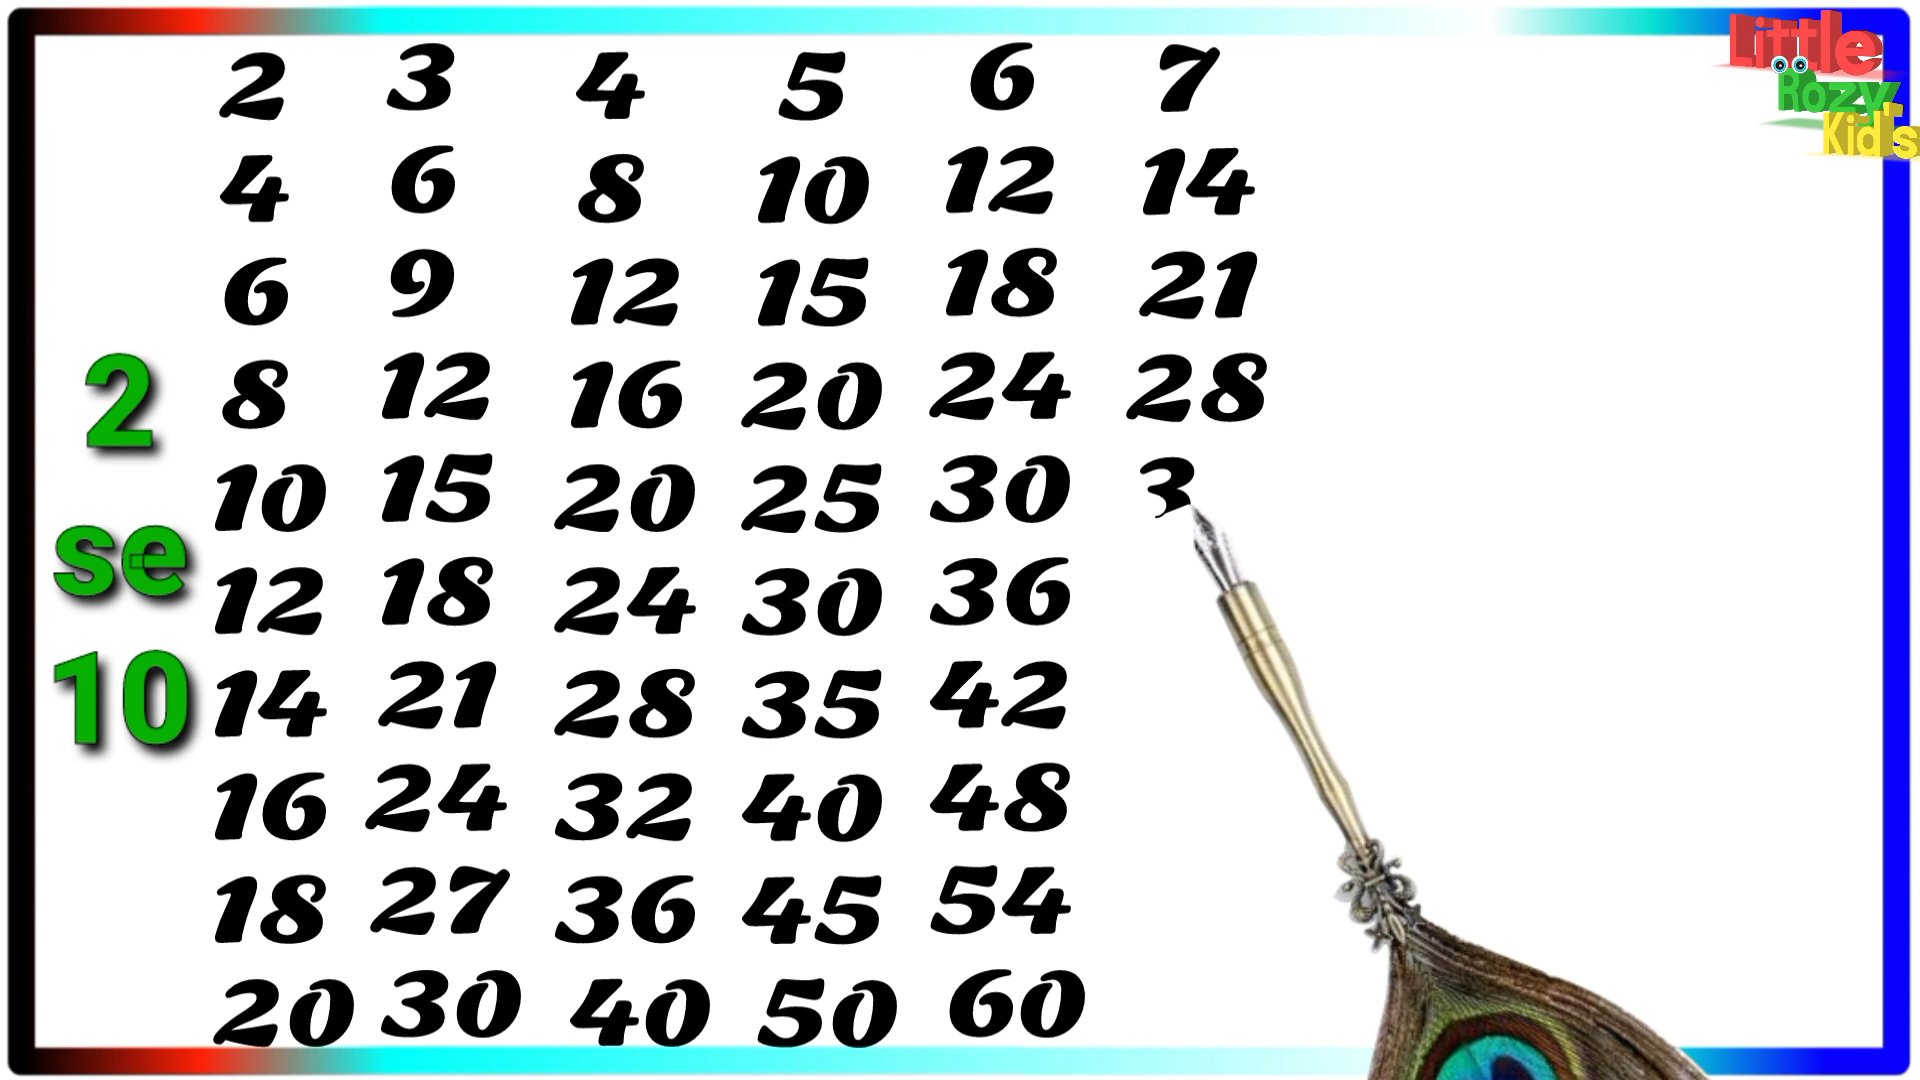 2 3 4 5 6 7
4 6 8 10 12 14
6 9 12 15 18 21
8 12 16 20 24 28
10 15 20 25 30 3
12 18 24 30 36
14 21 28 35 42
16 24 32 40 48
18 27 36 45 54
20 30 40 50 60
2
se
10
Little
Rozy
Kid's